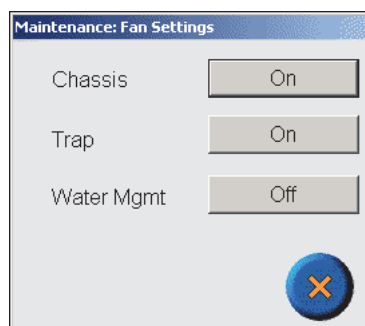 Maintenance: Fan Settings
Chassis On
Trap On
Water Mgmt Off